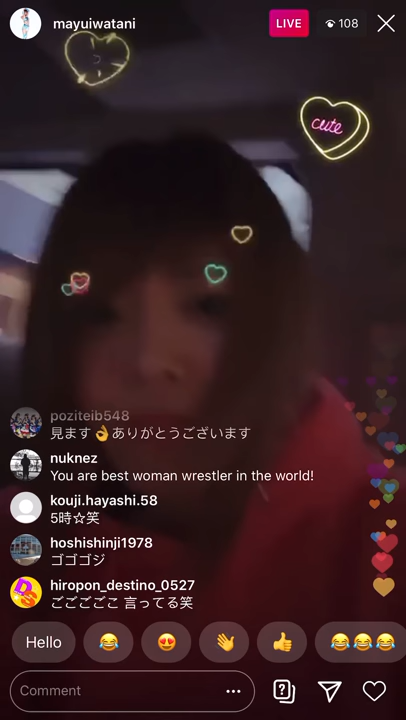 mayuiwatani
LIVE
108
cute
poziteib548
見ます👌ありがとうございます
nuknez
You are best woman wrestler in the world!
kouji.hayashi.58
5時☆笑
hoshishinji1978
ゴゴゴジ
hiropon_destino_0527
ごごごごこ 言ってる笑
Hello
Comment